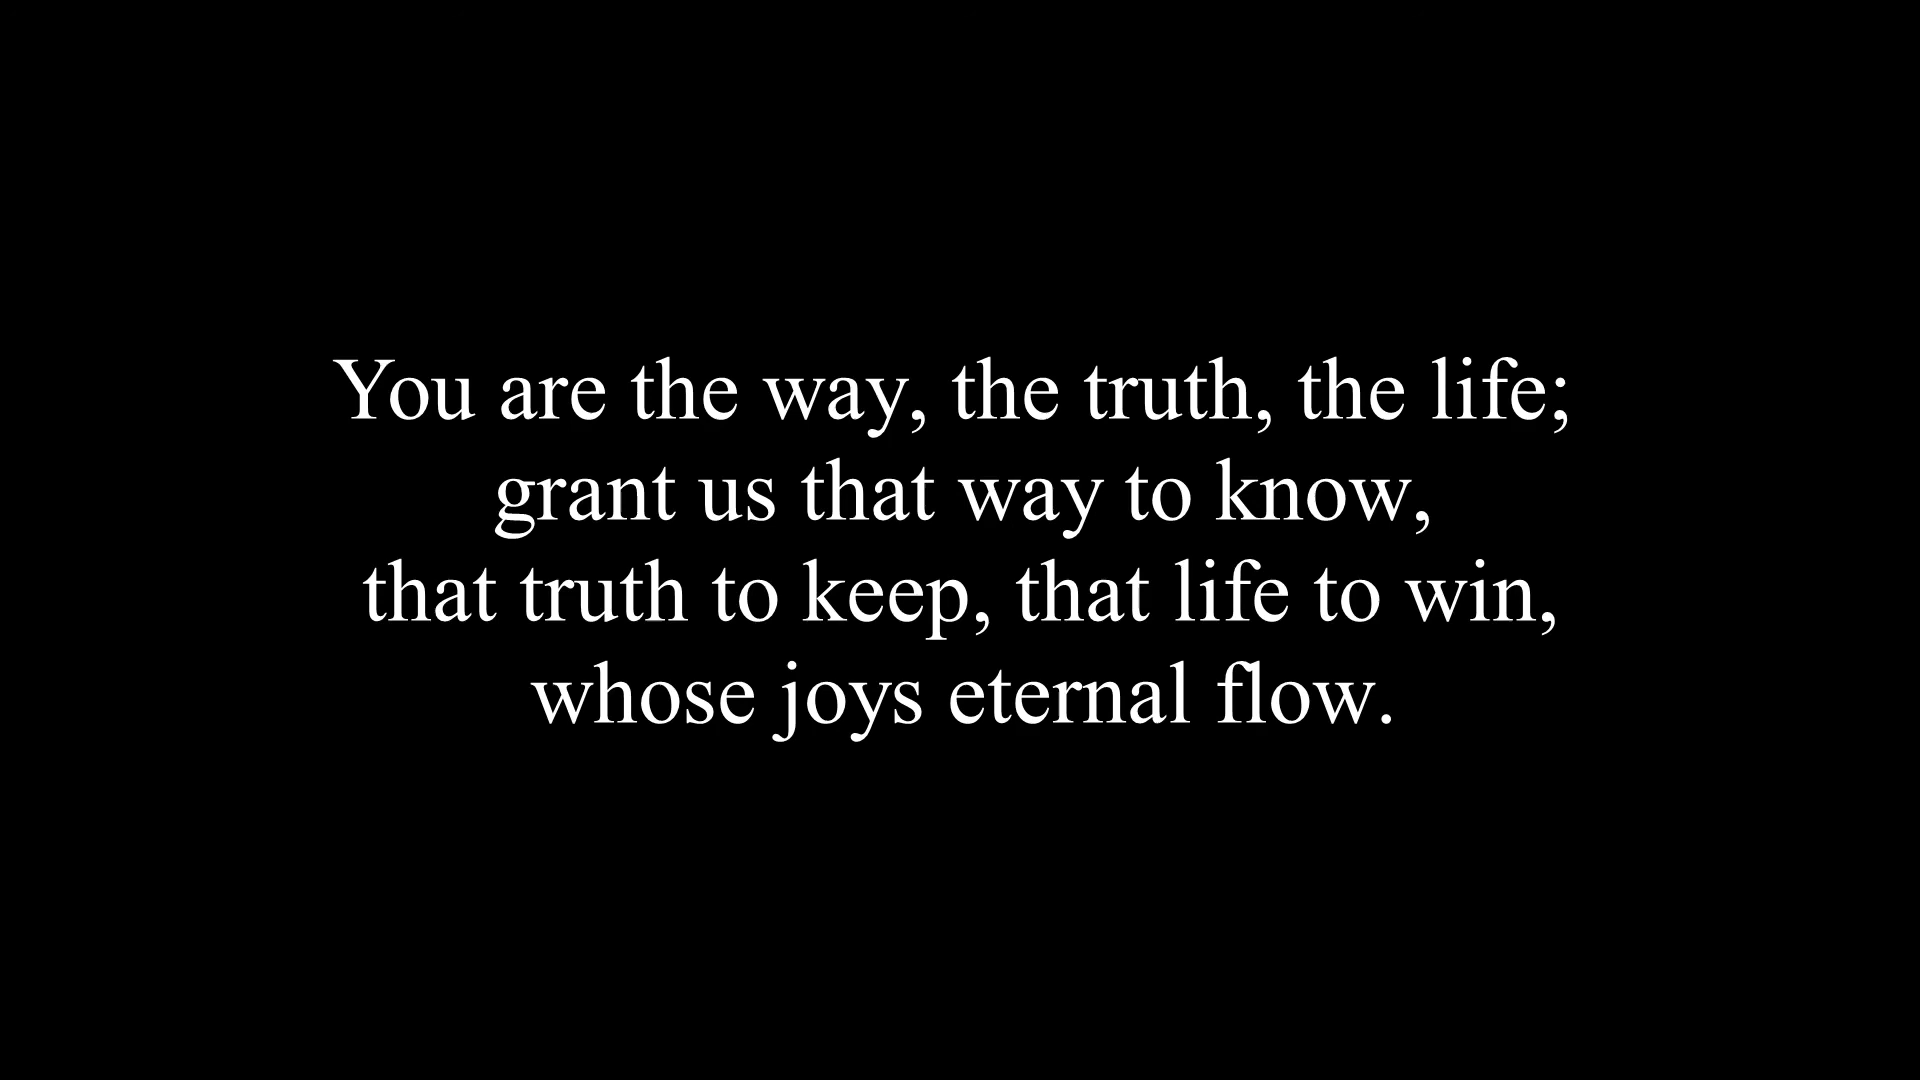 You are the way, the truth, the life;
grant us that way to know,
that truth to keep, that life to win,
whose joys eternal flow.